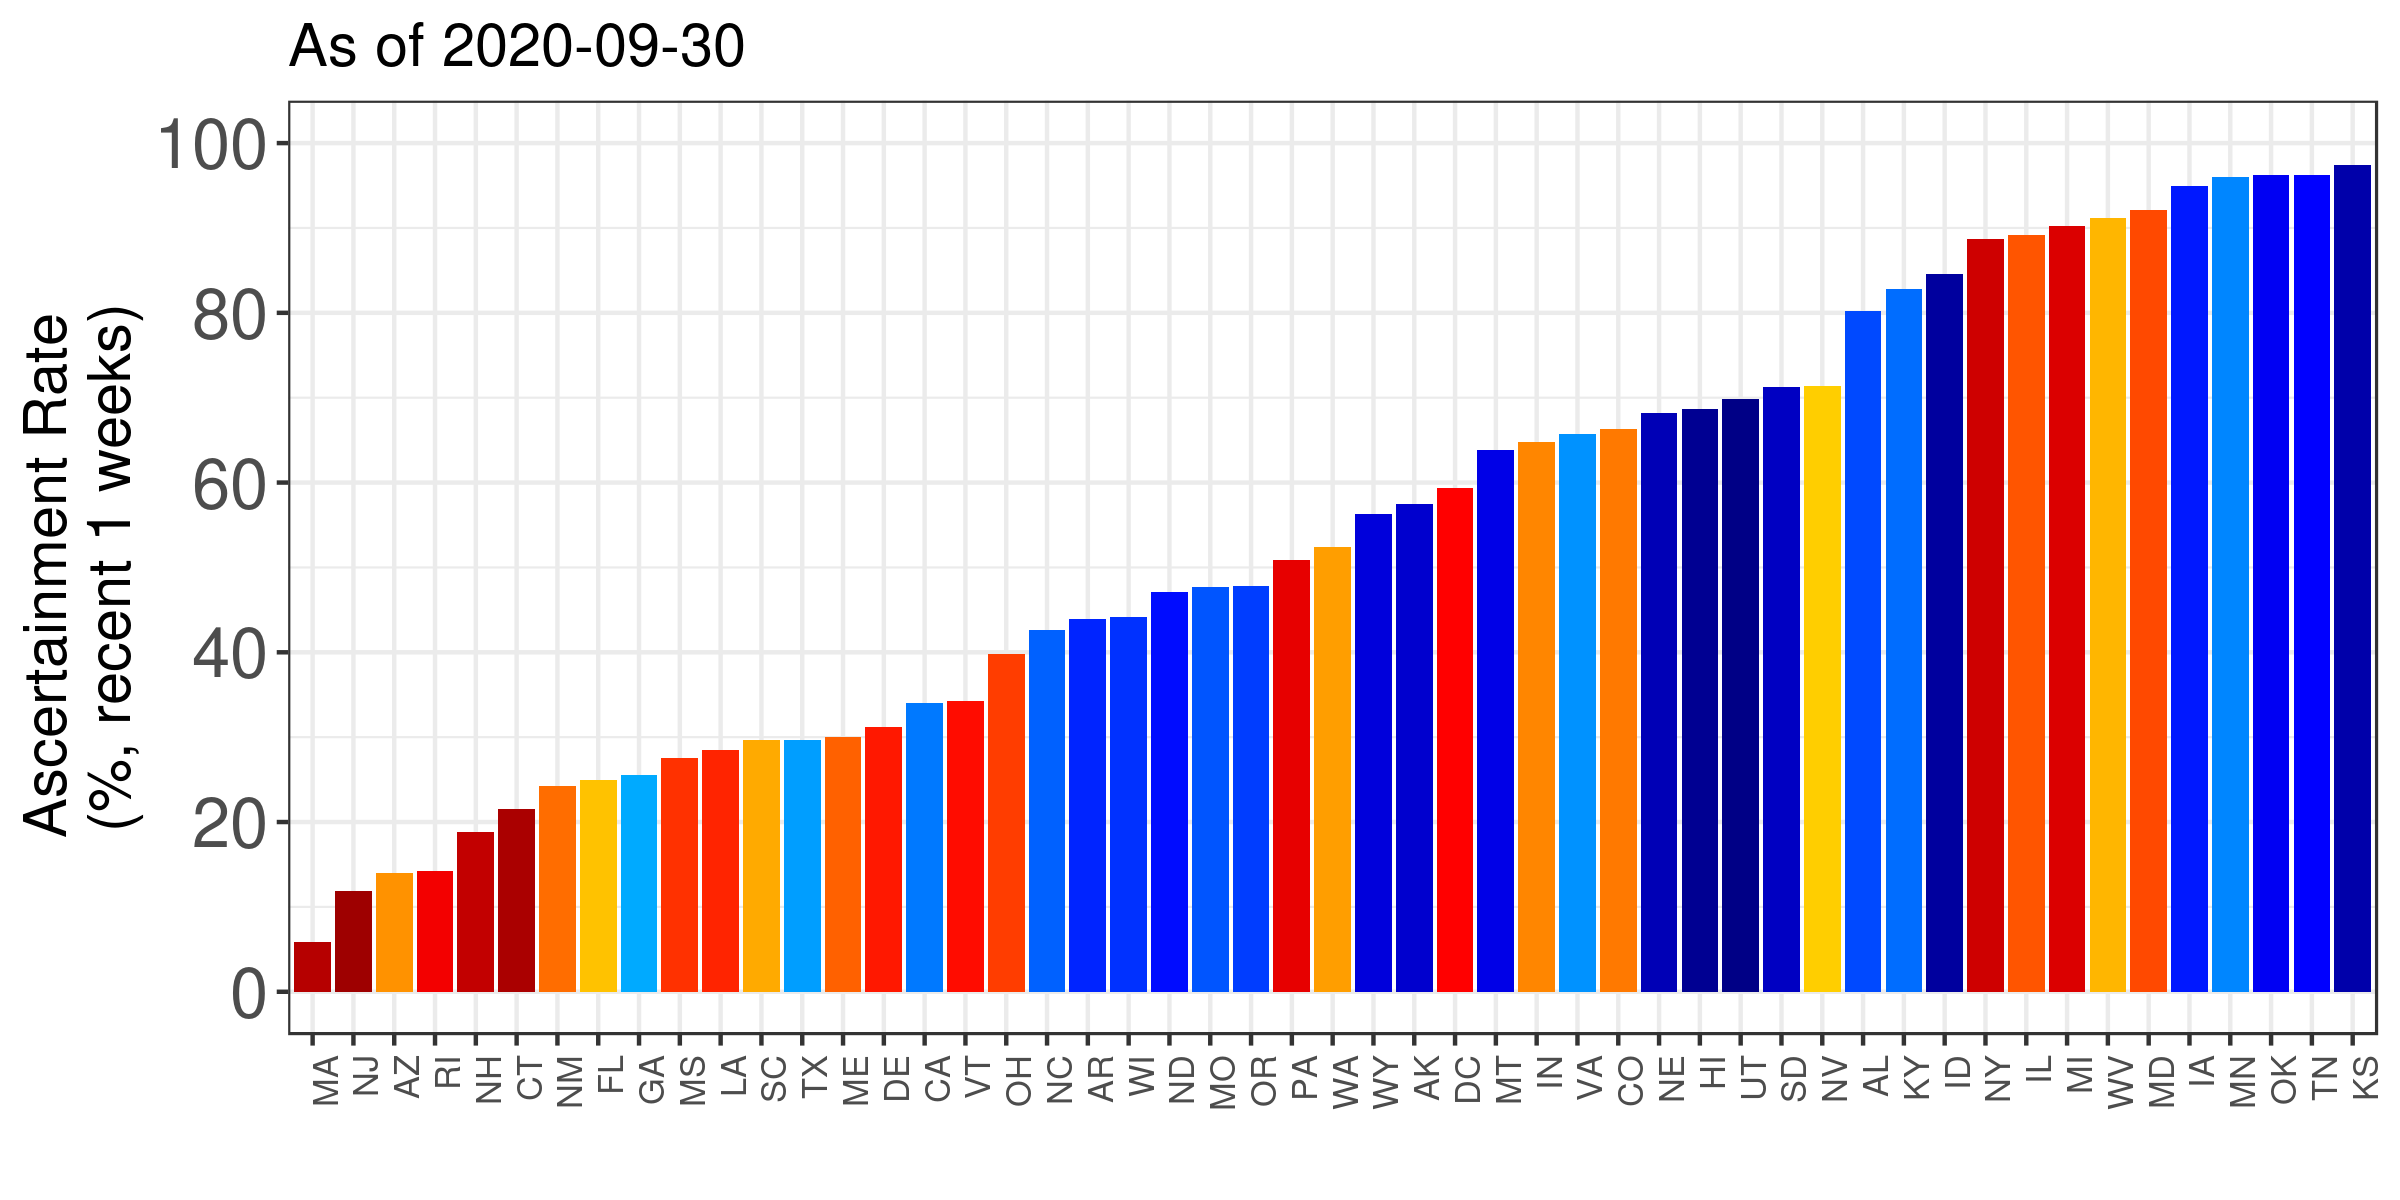 As of 2020-09-30
Ascertainment Rate
(%, recent 1 weeks)
100
80
60
40
20
0
MA NJ AZ RI NH CT NM FL GA MS LA SC TX ME DE CA VT OH NC AR WI ND MO OR PA WA WY AK DC MT IN VA CO NE HI UT SD NV AL KY ID NY IL MI WV MD IA MN OK TN KS